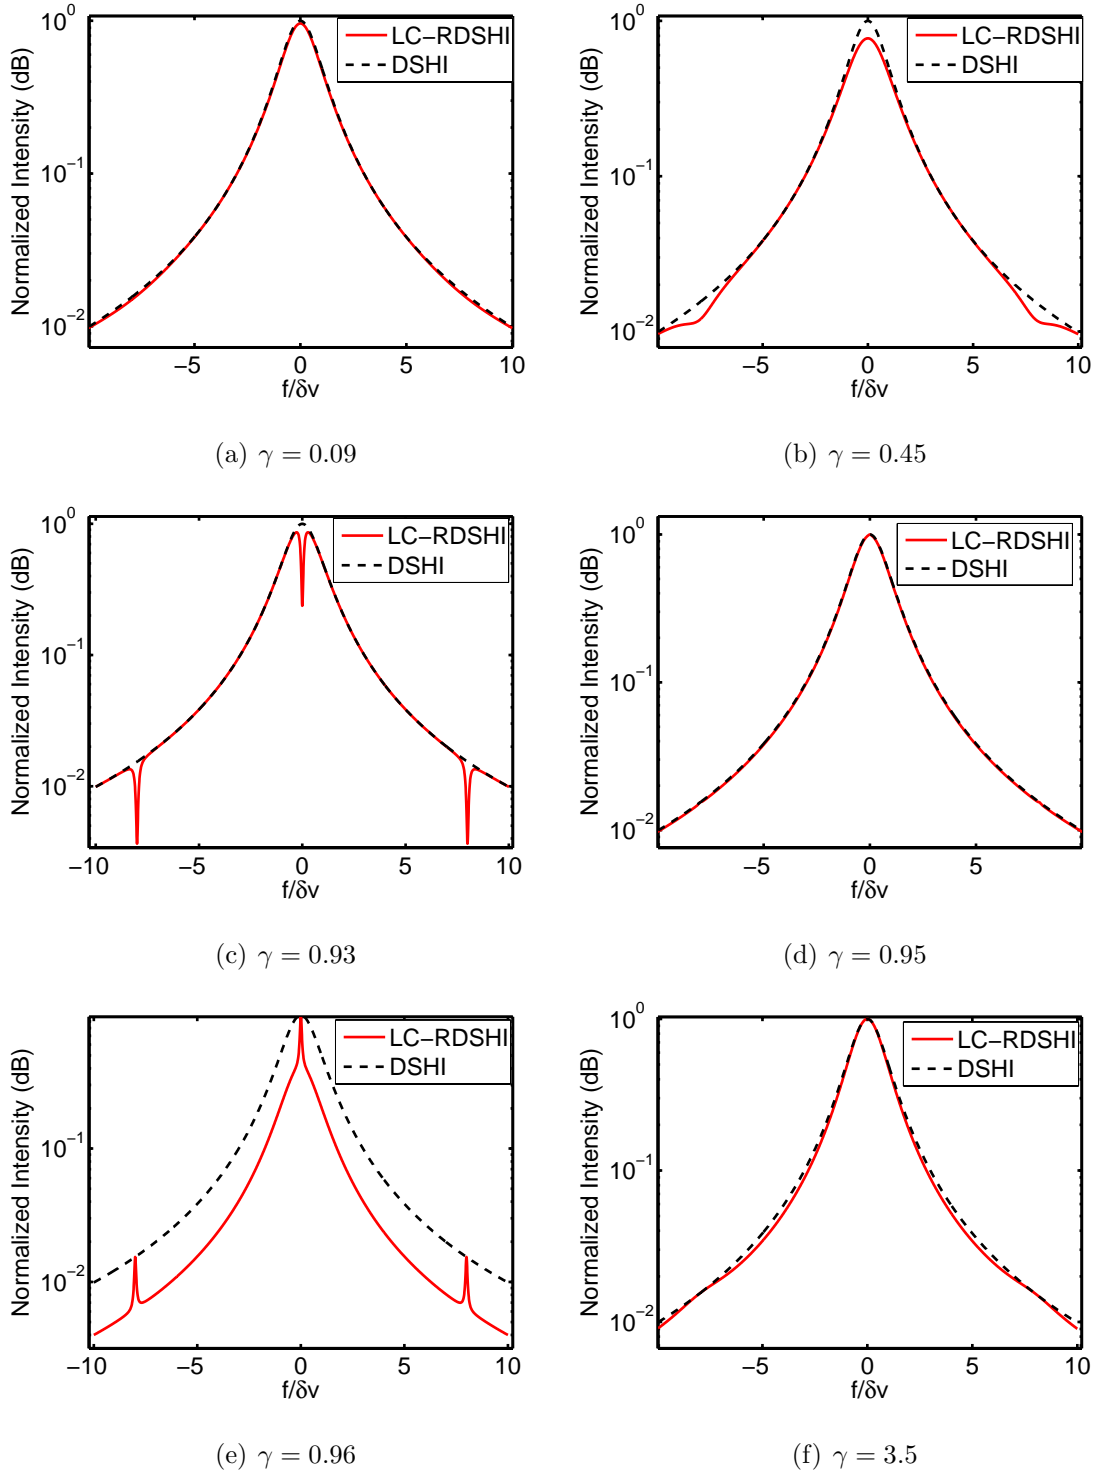 10^0
10^−1
10^−2
Normalized Intensity (dB)
LC−RDSHI
DSHI
−5 0 5 10
f/δv
(a) γ = 0.09
10^0
10^−1
10^−2
Normalized Intensity (dB)
LC−RDSHI
DSHI
−5 0 5 10
f/δv
(b) γ = 0.45
10^0
10^−1
10^−2
Normalized Intensity (dB)
LC−RDSHI
DSHI
−10 −5 0 5 10
f/δv
(c) γ = 0.93
10^0
10^−1
10^−2
Normalized Intensity (dB)
LC−RDSHI
DSHI
−5 0 5
f/δv
(d) γ = 0.95
10^−1
10^−2
Normalized Intensity (dB)
LC−RDSHI
DSHI
−10 −5 0 5 10
f/δv
(e) γ = 0.96
10^0
10^−1
10^−2
Normalized Intensity (dB)
LC−RDSHI
DSHI
−5 0 5 10
f/δv
(f) γ = 3.5